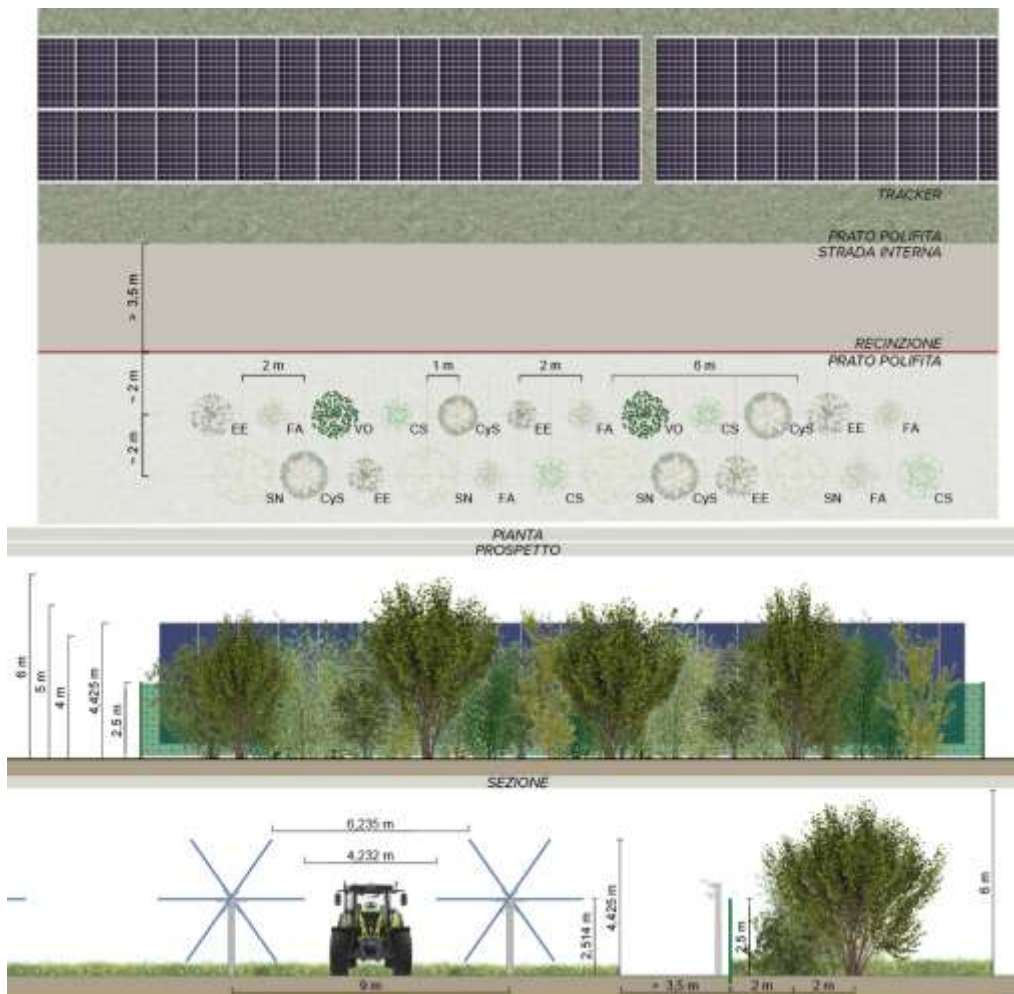 TRACKER
PRATO POLIFITA
STRADA INTERNA
> 3,5 m
RECINZIONE
PRATO POLIFITA
2 m
1 m
2 m
6 m
~ 2 m
EE
FA
VO
CS
CyS
EE
FA
VO
CS
CyS
EE
FA
~ 2 m
SN
CyS
EE
SN
FA
CS
SN
CyS
EE
SN
FA
CS
PIANTA
PROSPETTO
6 m
5 m
4 m
4,425 m
2,5 m
SEZIONE
6,235 m
4,232 m
4,425 m
2,514 m
2,5 m
6 m
9 m
> 3,5 m
2 m
2 m